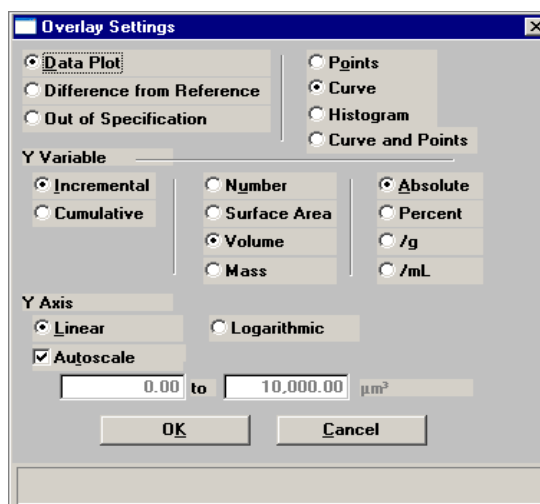 Overlay Settings
Data Plot
Difference from Reference
Out of Specification
Points
Curve
Histogram
Curve and Points
Y Variable
Incremental
Cumulative
Number
Surface Area
Volume
Mass
Absolute
Percent
/g
/mL
Y Axis
Linear
Logarithmic
Autoscale
0.00 to 10,000.00 µm³
OK
Cancel